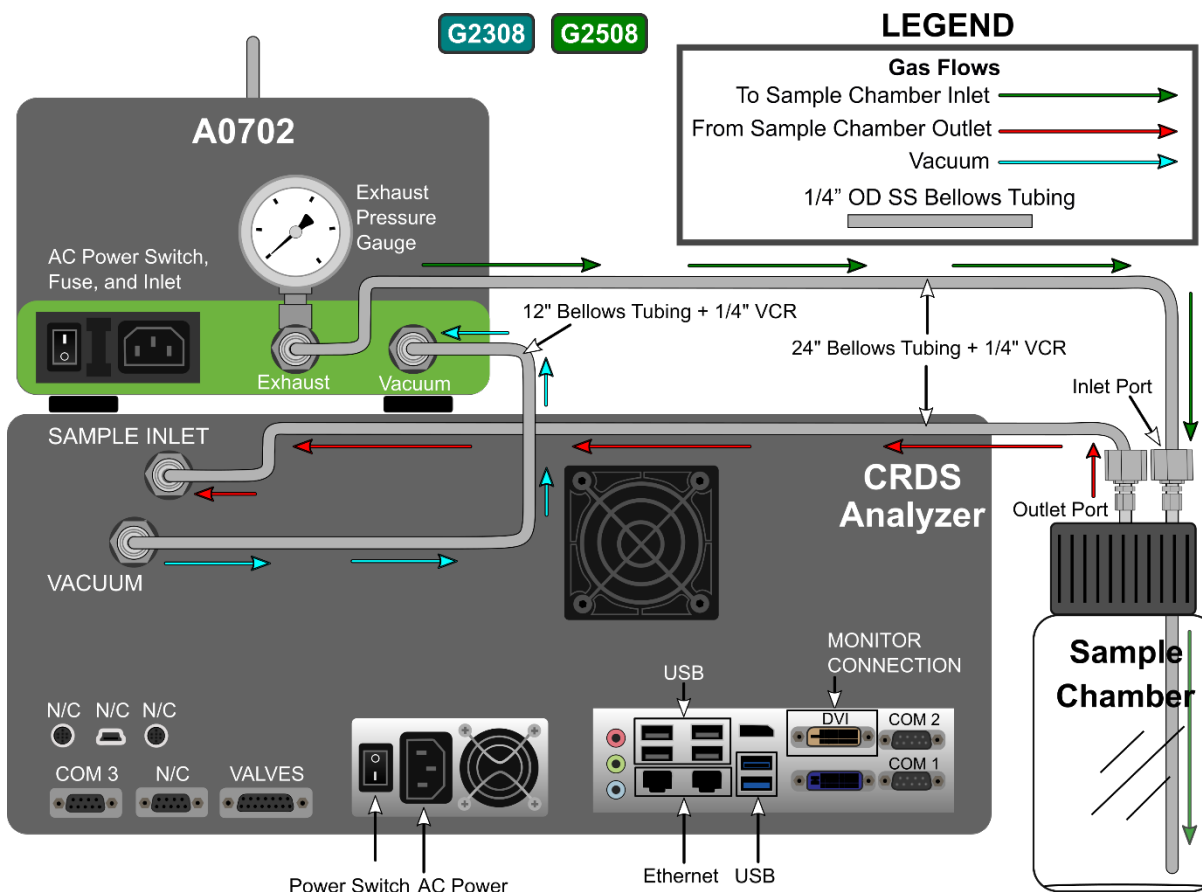 G2308 G2508
LEGEND
Gas Flows
To Sample Chamber Inlet
From Sample Chamber Outlet
Vacuum
1/4” OD SS Bellows Tubing
A0702
Exhaust
Pressure
Gauge
AC Power Switch,
Fuse, and Inlet
Exhaust
Vacuum
12" Bellows Tubing + 1/4" VCR
24" Bellows Tubing + 1/4" VCR
Inlet Port
Outlet Port
SAMPLE INLET
VACUUM
CRDS
Analyzer
Sample
Chamber
MONITOR
CONNECTION
USB
DVI
COM 2
COM 1
N/C N/C N/C
COM 3 N/C VALVES
Power Switch AC Power
Ethernet USB